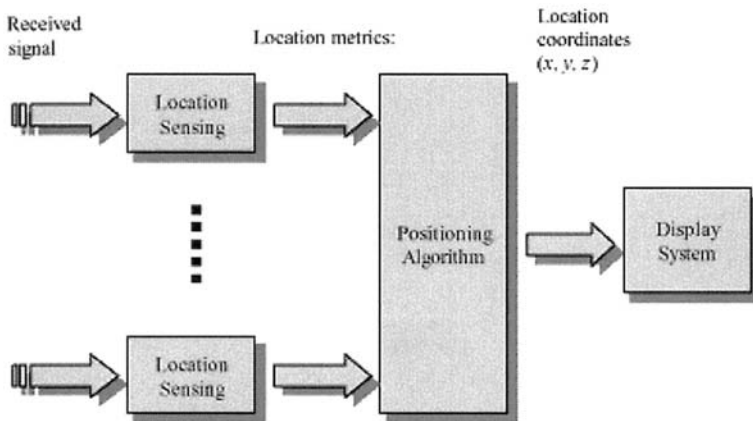 Received
signal
Location metrics:
Location
coordinates
(x, y, z)
Location
Sensing
Positioning
Algorithm
Display
System
Location
Sensing